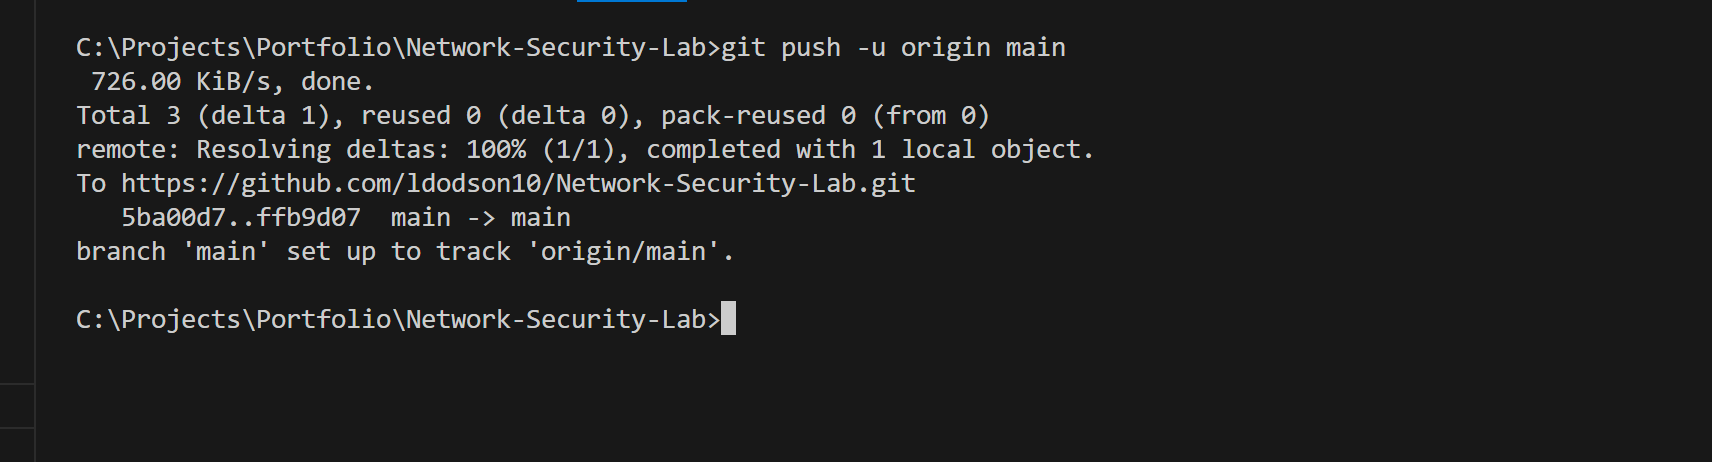 C:\Projects\Portfolio\Network-Security-Lab>git push -u origin main
726.00 KiB/s, done.
Total 3 (delta 1), reused 0 (delta 0), pack-reused 0 (from 0)
remote: Resolving deltas: 100% (1/1), completed with 1 local object.
To https://github.com/ldodson10/Network-Security-Lab.git
5ba00d7..ffb9d07  main -> main
branch 'main' set up to track 'origin/main'.
C:\Projects\Portfolio\Network-Security-Lab>